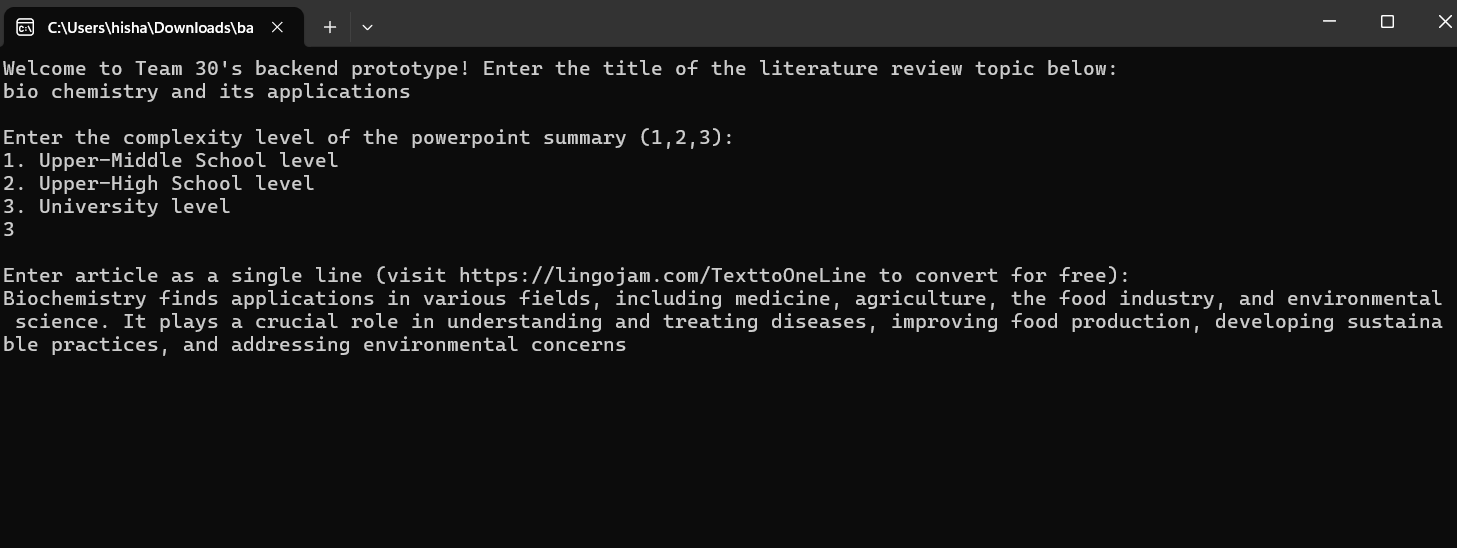 C:\Users\hisha\Downloads\ba
Welcome to Team 30's backend prototype! Enter the title of the literature review topic below:
bio chemistry and its applications
Enter the complexity level of the powerpoint summary (1,2,3):
1. Upper-Middle School level
2. Upper-High School level
3. University level
3
Enter article as a single line (visit https://lingojam.com/TexttoOneLine to convert for free):
Biochemistry finds applications in various fields, including medicine, agriculture, the food industry, and environmental
 science. It plays a crucial role in understanding and treating diseases, improving food production, developing sustaina
ble practices, and addressing environmental concerns